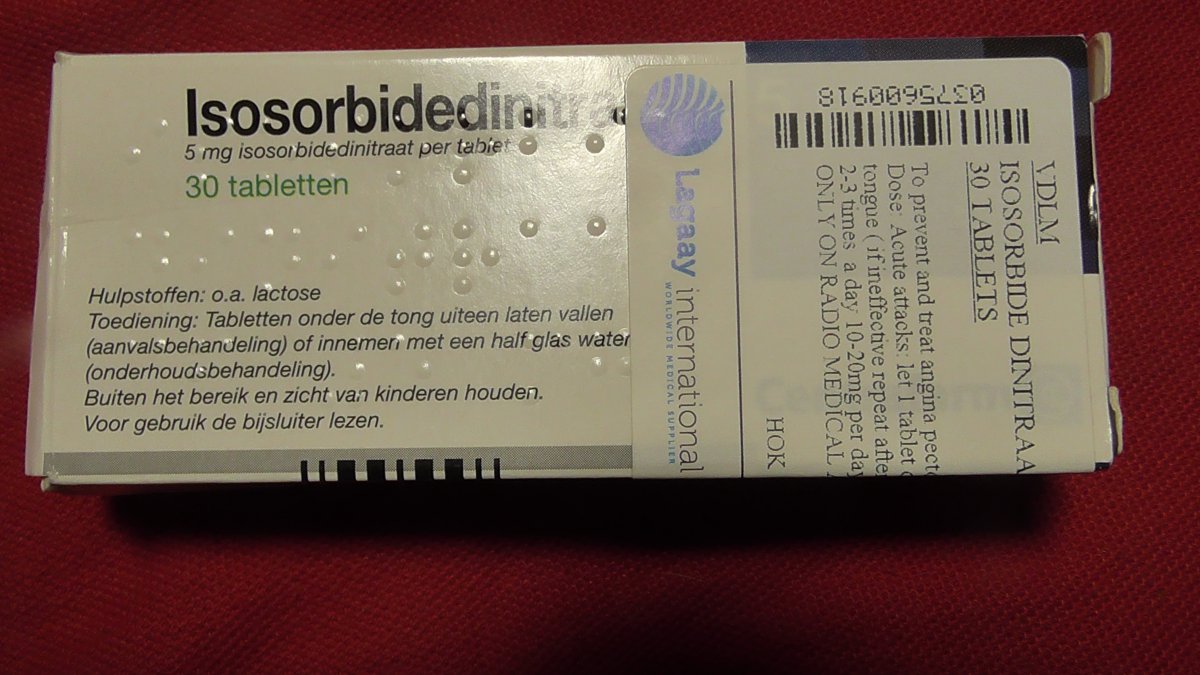 Isosorbidedinitraa
5 mg isosorbidedinitraat per tablet
30 tabletten
Hulpstoffen: o.a. lactose
Toediening: Tabletten onder de tong uiteen laten vallen
(aanvalsbehandeling) of innemen met een half glas water
(onderhoudsbehandeling).
Buiten het bereik en zicht van kinderen houden.
Voor gebruik de bijsluiter lezen.
Lagaay international
WORLDWIDE MEDICAL SUPPLIER
0375600918
VDLM
ISOSORBIDE DINITRAA
30 TABLETS
To prevent and treat angina pecto
Dose: Acute attacks: let 1 tablet
tongue ( if ineffective repeat afte
2-3 times a day 10-20mg per day
ONLY ON RADIO MEDICAL
HOK